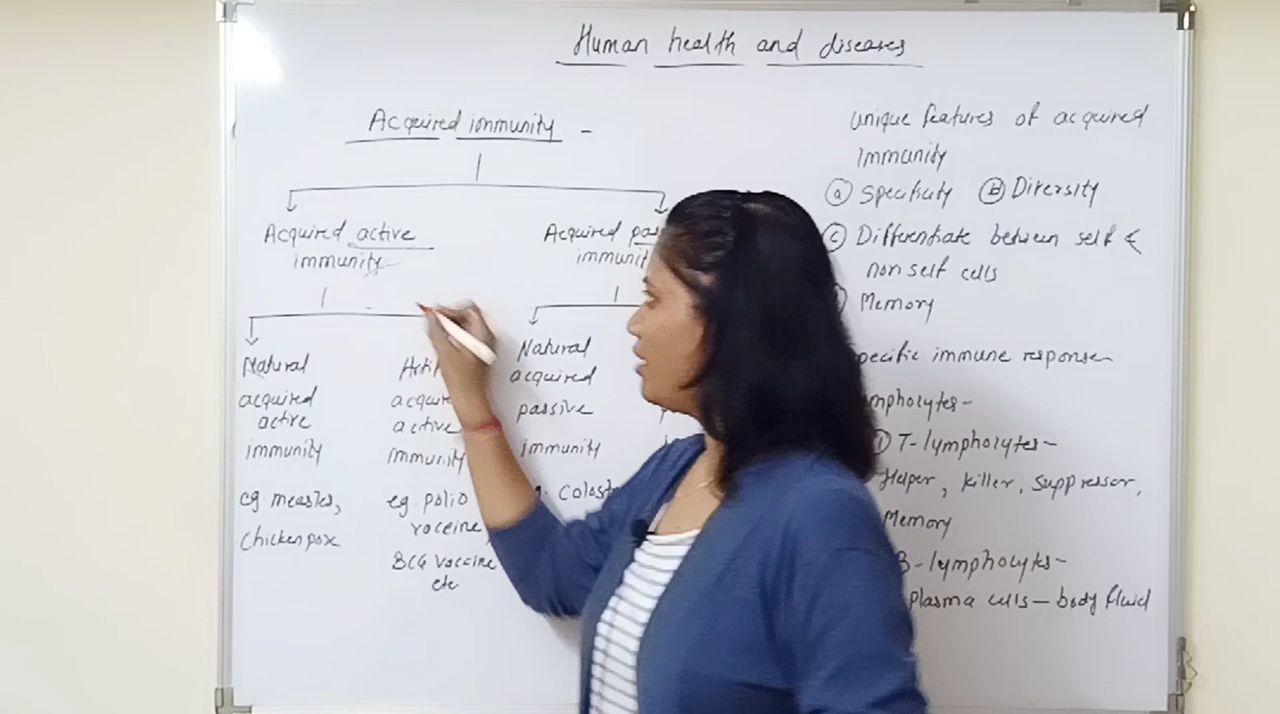 Human health and diseases
Acquired immunity -
Acquired active
immunity
Natural
acquired
active
immunity
eg. measles,
Chickenpox
acquire
active
immunity
eg. polio
vaccine
BCG vaccine
etc
Acquired
immunit
Natural
acquired
passive
immunity
unique features of acquired
immunity
(a) Specificity (b) Diversity
(c) Differentiate between self &
non self cells
Memory
pecific immune response
mphocytes-
T-lymphocytes-
Helper, killer, suppressor,
Memory
B-lymphocytes-
plasma cells - body fluid